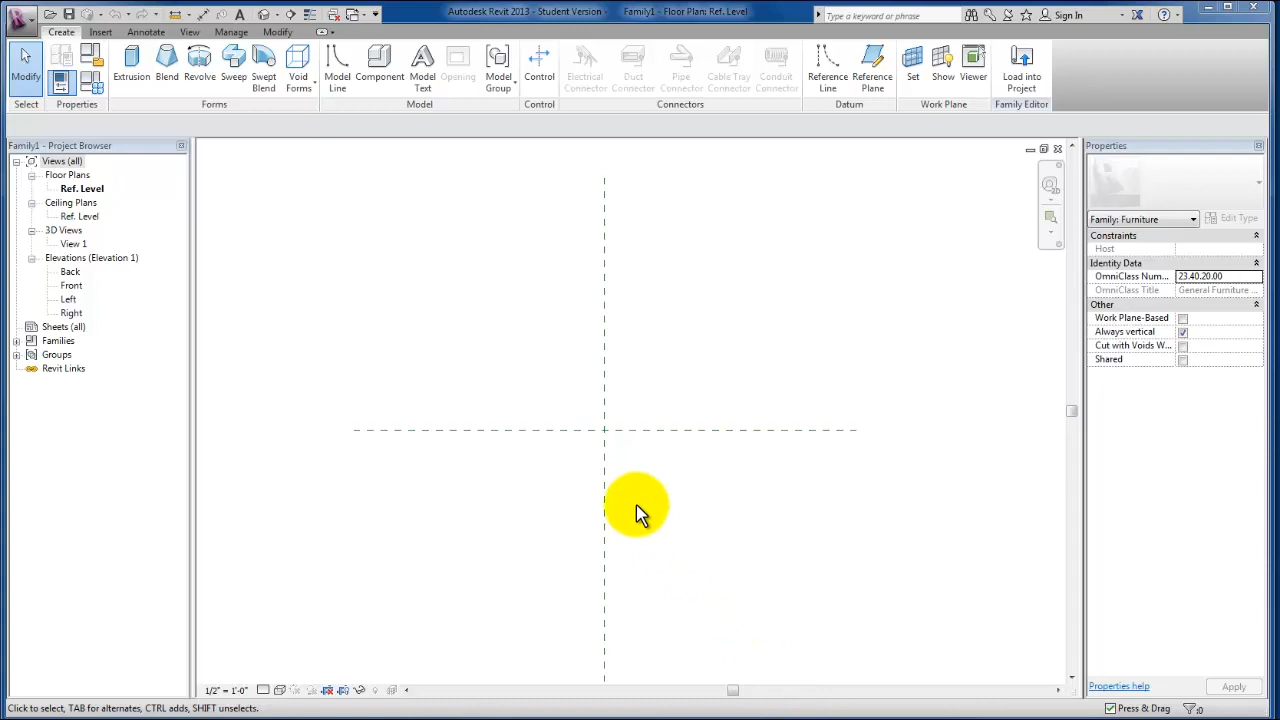 Autodesk Revit 2013 - Student Version - Family1 - Floor Plan: Ref. Level
Type a keyword or phrase
Sign In
Create Insert Annotate View Manage Modify
Modify
Extrusion Blend Revolve Sweep Swept Blend Void Forms
Model Line Component Model Text Opening Model Group
Control
Electrical Connector Duct Connector Pipe Connector Cable Tray Connector Conduit Connector
Reference Line Reference Plane
Set Show Viewer
Load into Project
Select Properties Forms Model Control Connectors Datum Work Plane Family Editor
Family1 - Project Browser
Views (all)
Floor Plans
Ref. Level
Ceiling Plans
Ref. Level
3D Views
View 1
Elevations (Elevation 1)
Back
Front
Left
Right
Sheets (all)
Families
Groups
Revit Links
2D
Properties
Family: Furniture Edit Type
Constraints
Host
Identity Data
OmniClass Num... 23.40.20.00
OmniClass Title General Furniture ...
Other
Work Plane-Based
Always vertical
Cut with Voids W...
Shared
Properties help Apply
1/2" = 1'-0"
Click to select, TAB for alternates, CTRL adds, SHIFT unselects.
Press & Drag :0